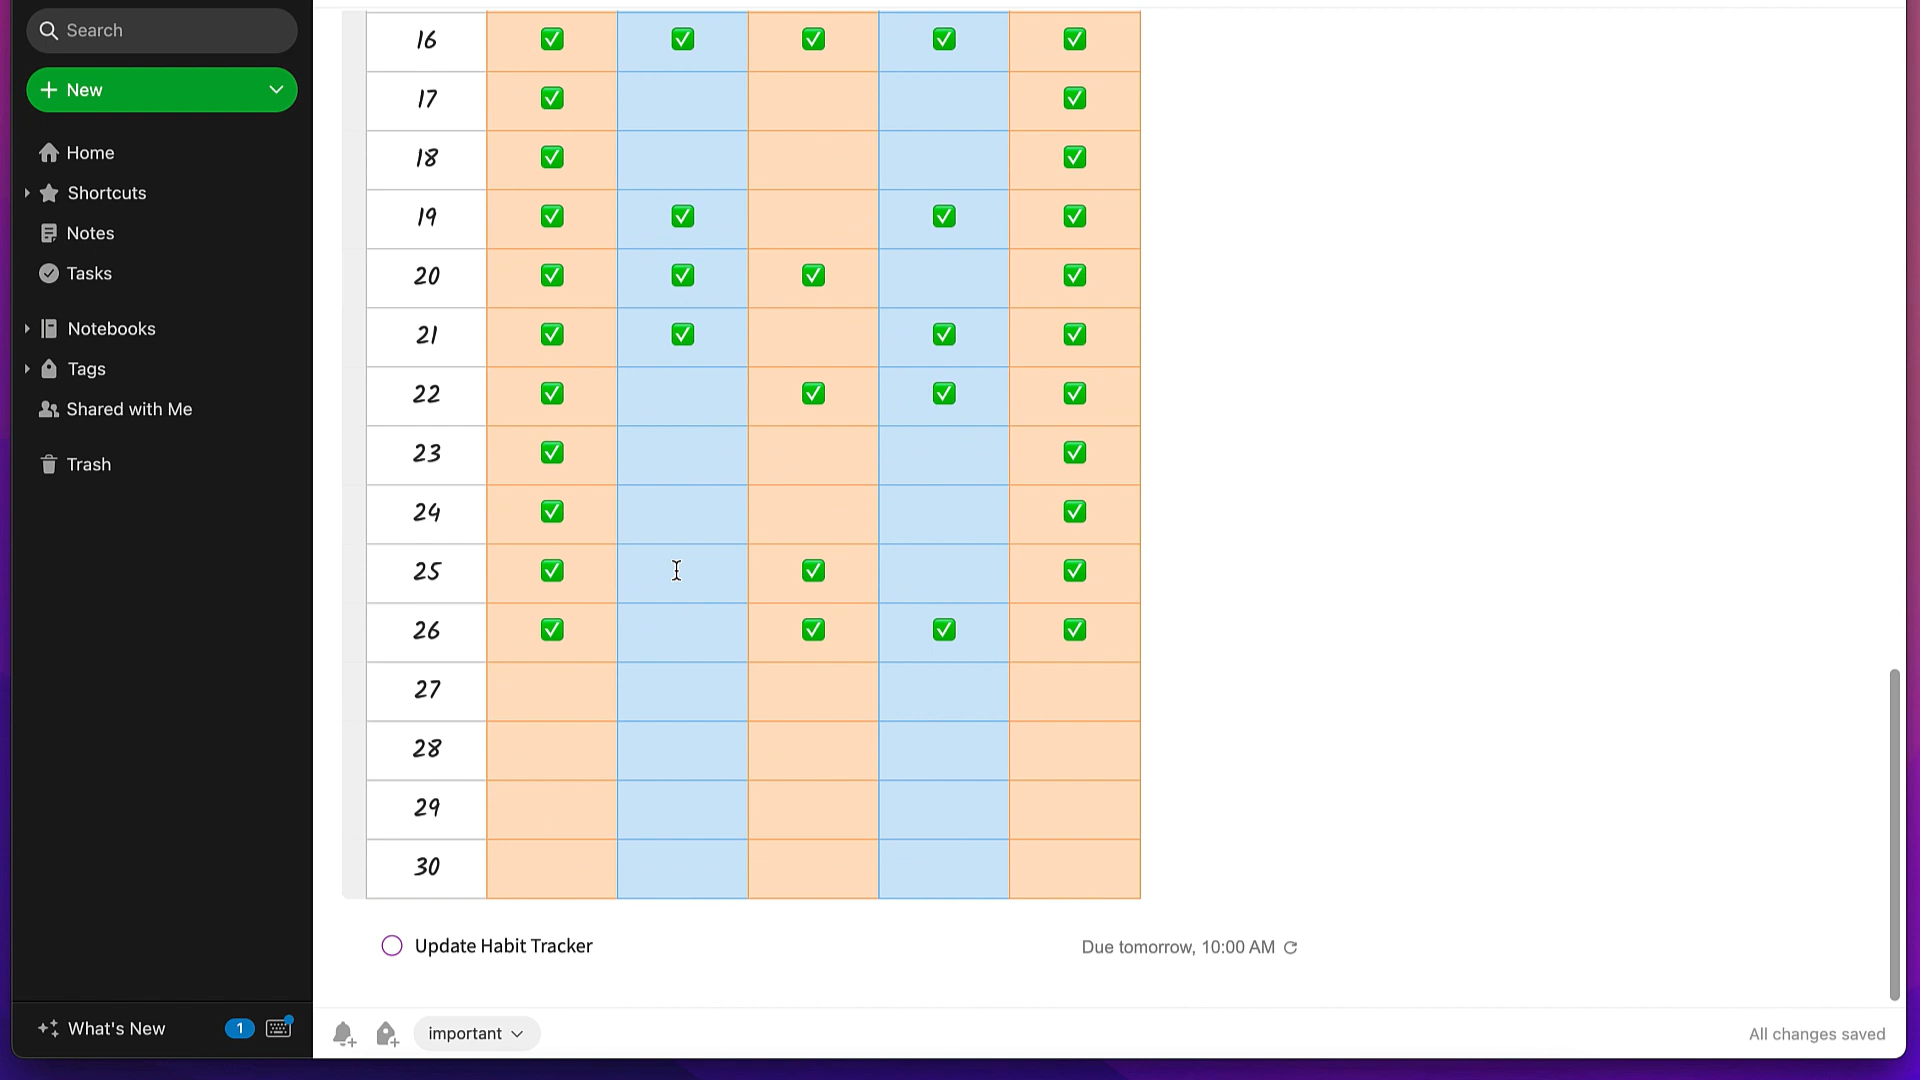 Search
New
Home
Shortcuts
Notes
Tasks
Notebooks
Tags
Shared with Me
Trash
What's New 1
16 ✅ ✅ ✅ ✅ ✅
17 ✅ ✅
18 ✅ ✅
19 ✅ ✅ ✅ ✅
20 ✅ ✅ ✅ ✅
21 ✅ ✅ ✅ ✅
22 ✅ ✅ ✅ ✅
23 ✅ ✅
24 ✅ ✅
25 ✅ ✅ ✅
26 ✅ ✅ ✅ ✅
27
28
29
30
Update Habit Tracker Due tomorrow, 10:00 AM
important All changes saved